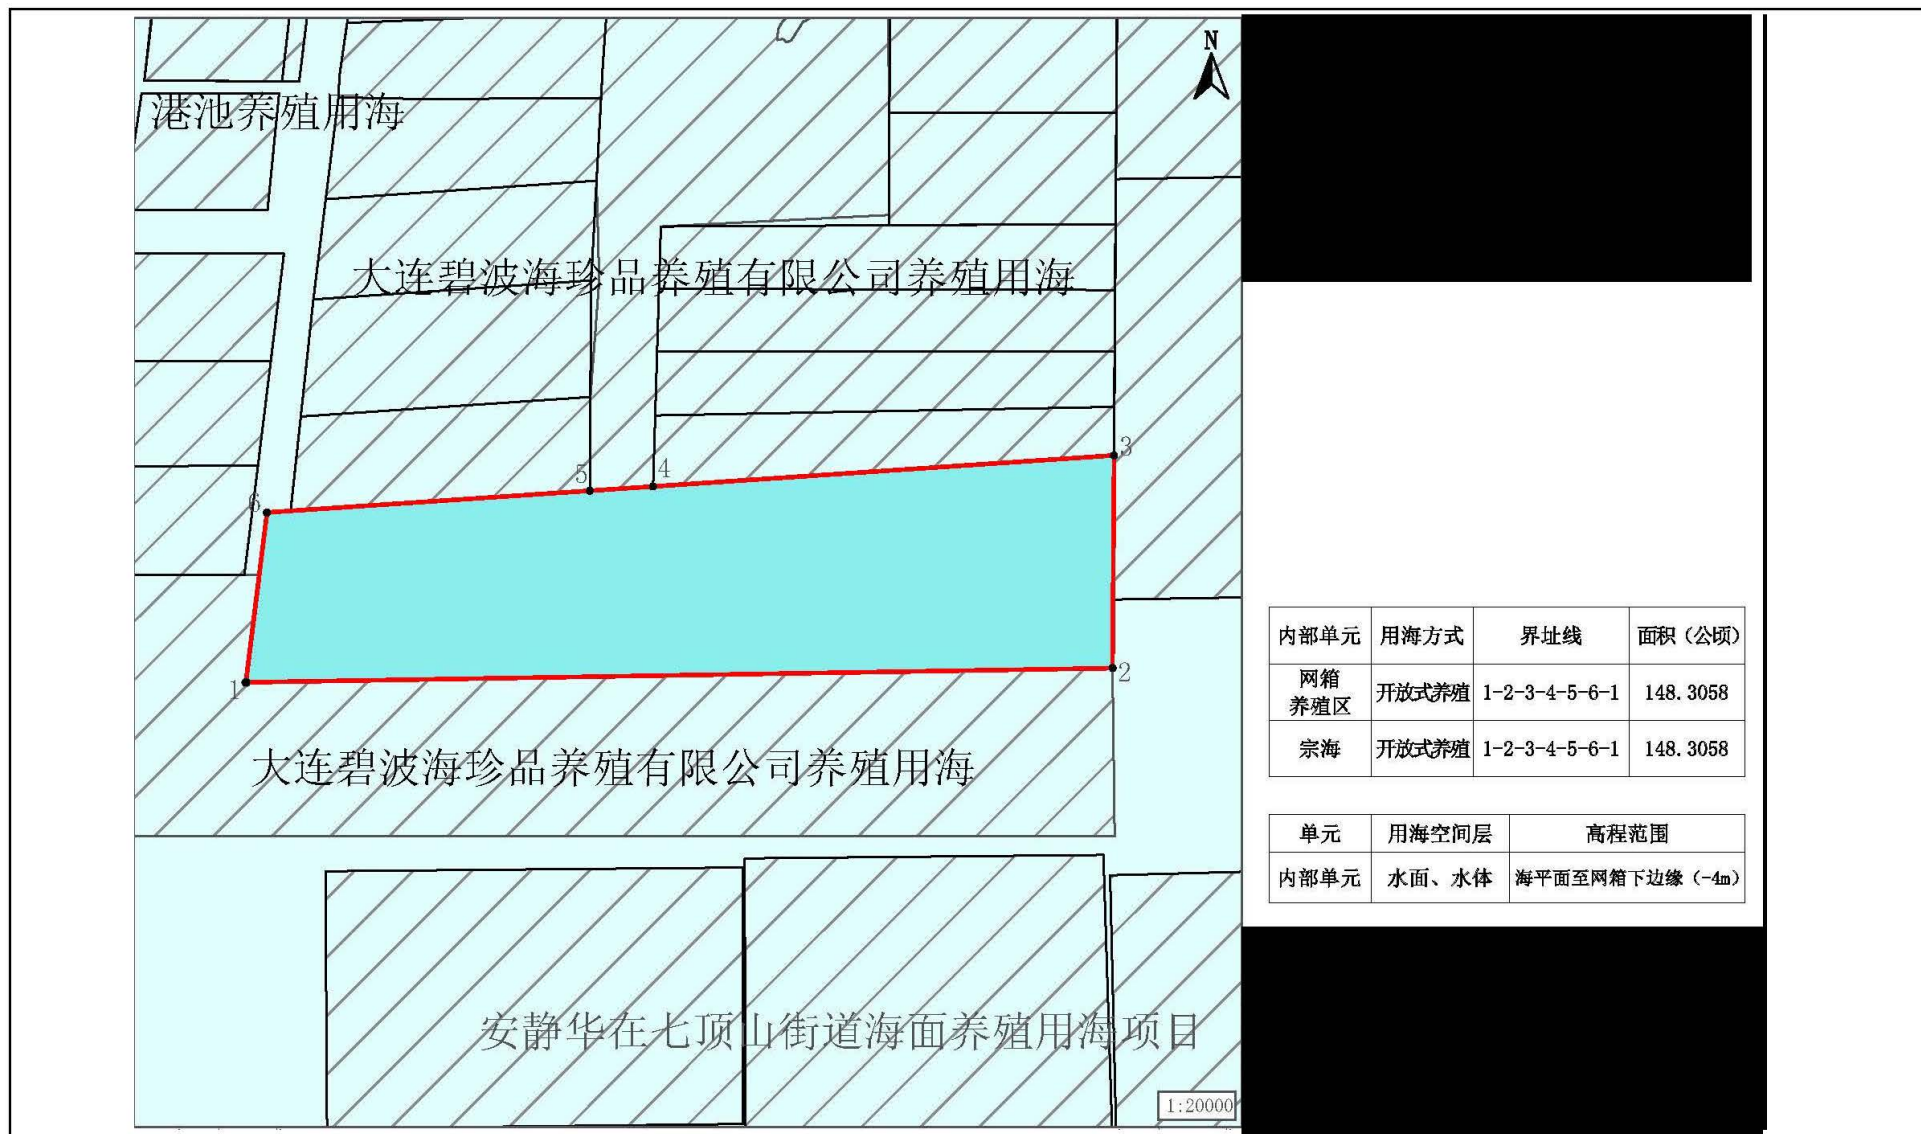 N
港池养殖用海
大连碧波海珍品养殖有限公司养殖用海
3
5
4
6
1
2
大连碧波海珍品养殖有限公司养殖用海
安静华在七顶山街道海面养殖用海项目
1:20000
内部单元 用海方式 界址线 面积（公顷）
网箱
养殖区 开放式养殖 1-2-3-4-5-6-1 148.3058
宗海 开放式养殖 1-2-3-4-5-6-1 148.3058
单元 用海空间层 高程范围
内部单元 水面、水体 海平面至网箱下边缘（-4m）